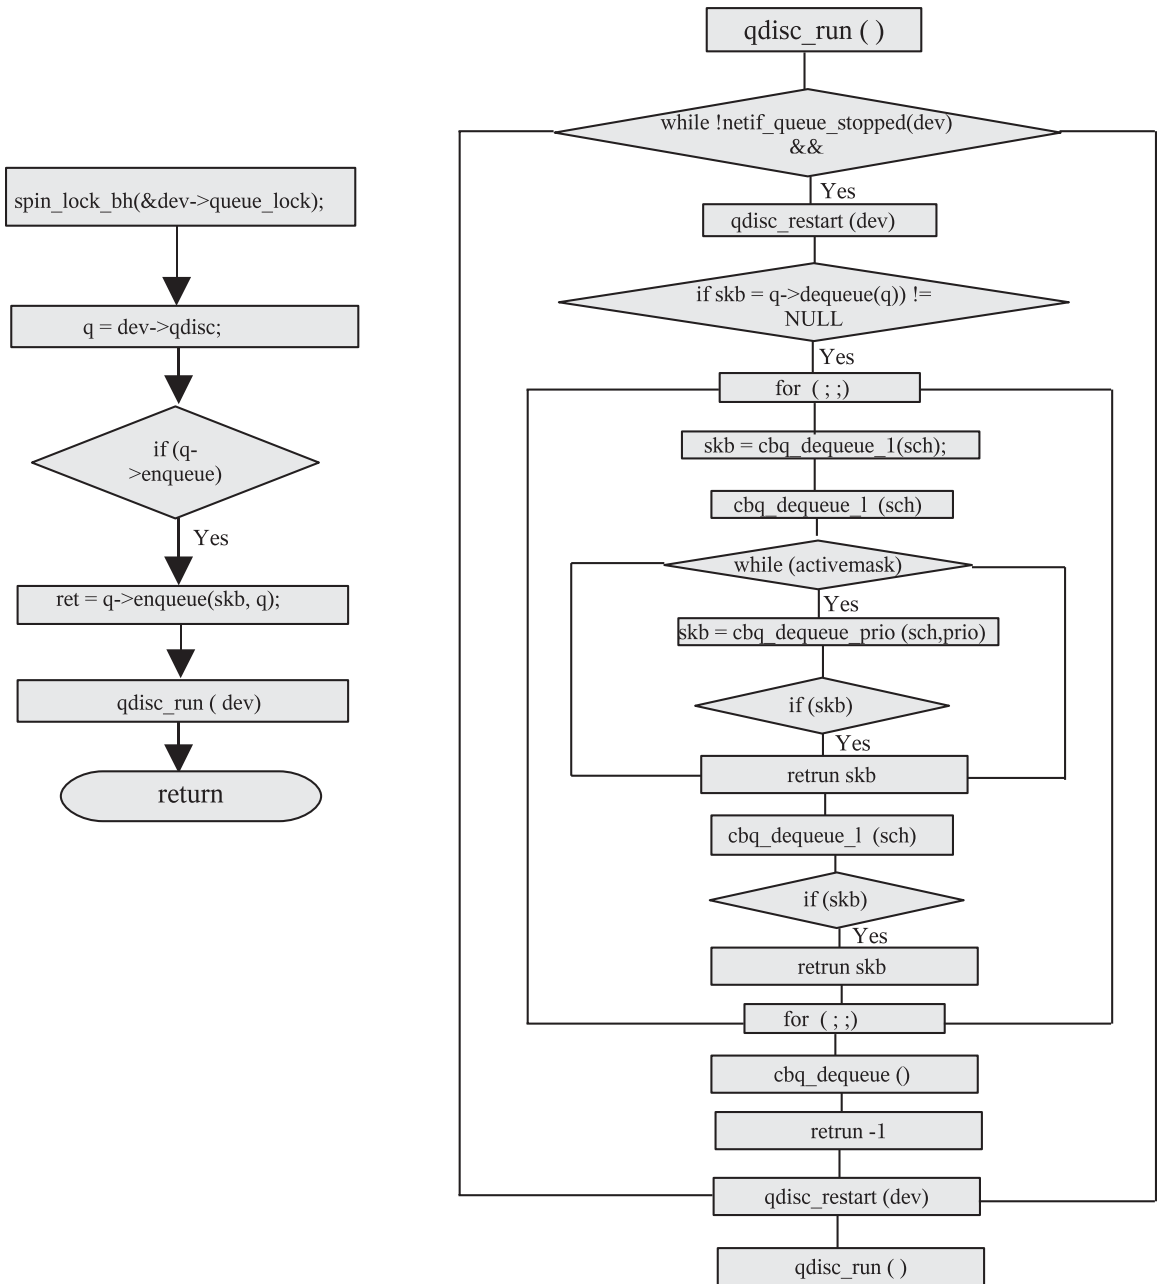 spin_lock_bh(&dev->queue_lock);
q = dev->qdisc;
if (q-
>enqueue)
Yes
ret = q->enqueue(skb, q);
qdisc_run ( dev)
return
qdisc_run ( )
while !netif_queue_stopped(dev)
&&
Yes
qdisc_restart (dev)
if skb = q->dequeue(q)) !=
NULL
Yes
for ( ; ;)
skb = cbq_dequeue_1(sch);
cbq_dequeue_l (sch)
while (activemask)
Yes
skb = cbq_dequeue_prio (sch,prio)
if (skb)
Yes
retrun skb
cbq_dequeue_l (sch)
if (skb)
Yes
retrun skb
for ( ; ;)
cbq_dequeue ()
retrun -1
qdisc_restart (dev)
qdisc_run ( )